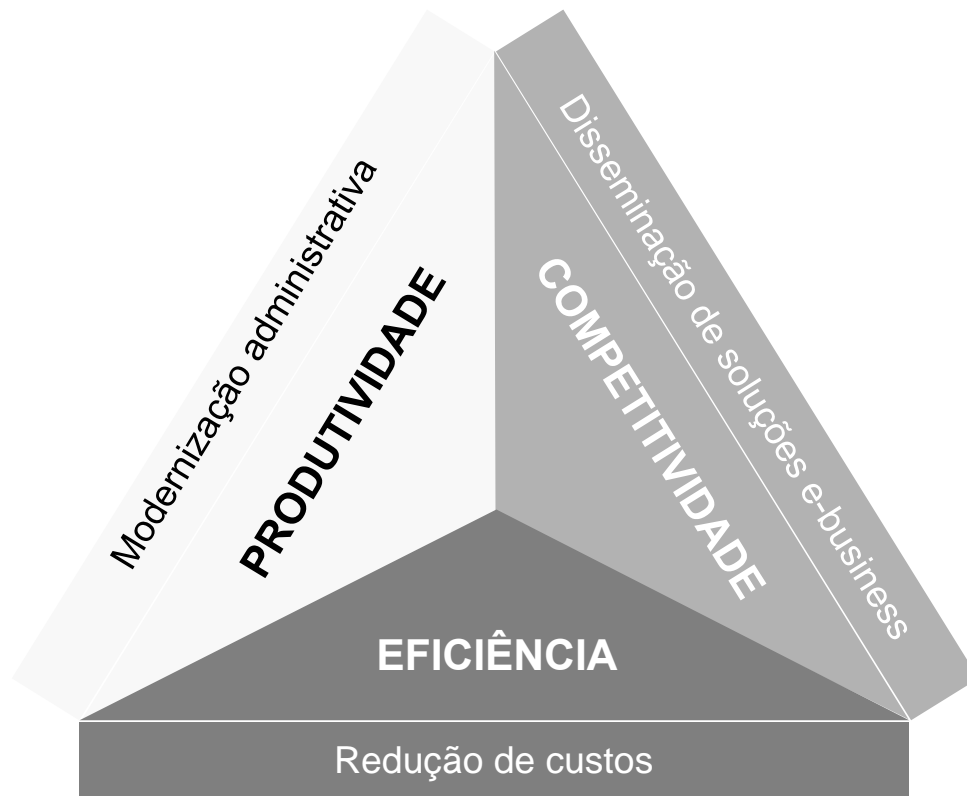 Modernização administrativa
PRODUTIVIDADE
Disseminação de soluções e-business
COMPETITIVIDADE
EFICIÊNCIA
Redução de custos